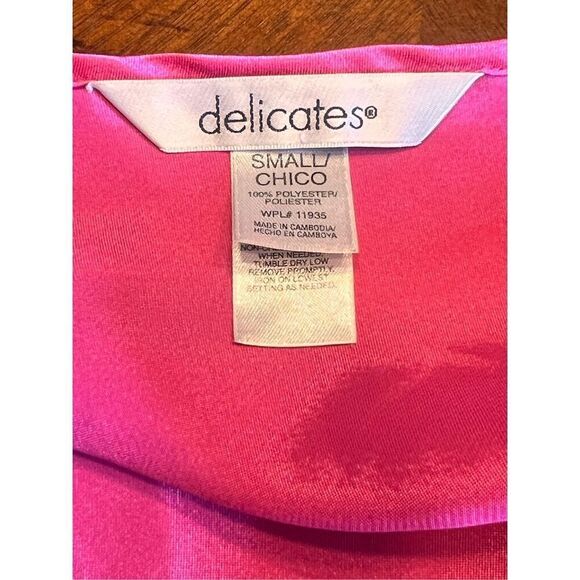 delicates®
SMALL/
CHICO
100% POLYESTER/
POLIESTER
WPL# 11935
MADE IN CAMBODIA/
HECHO EN CAMBOYA
WHEN NEEDED.
TUMBLE DRY LOW
REMOVE PROMPTLY.
IRON ON LOWEST
SETTING AS NEEDED.